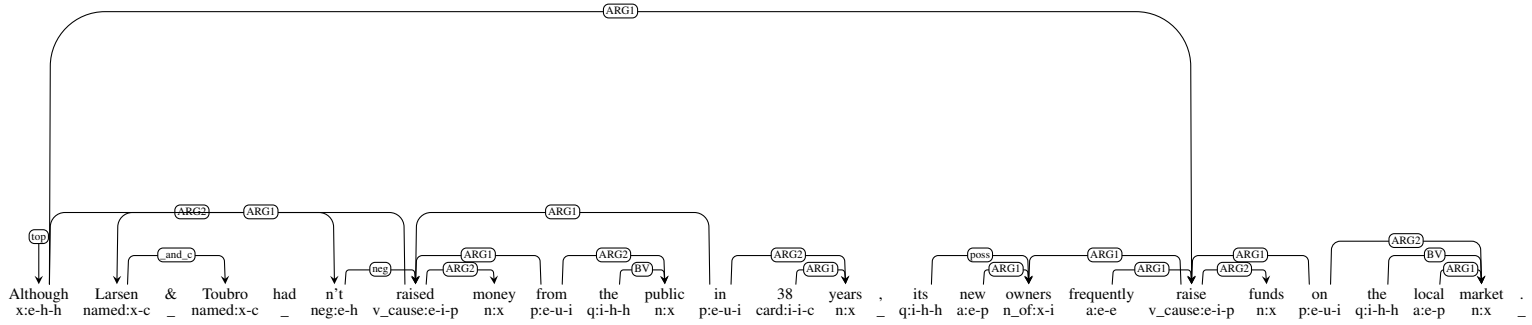 ARG1
ARG2 ARG1 ARG1
top ARG2
_and_c ARG1 ARG2 ARG2 poss ARG1 ARG1 BV
neg ARG2 BV ARG1 ARG1 ARG1 ARG2 ARG1
Although Larsen & Toubro had n't raised money from the public in 38 years , its new owners frequently raise funds on the local market .
x:e-h-h named:x-c _ named:x-c _ neg:e-h v_cause:e-i-p n:x p:e-u-i q:i-h-h n:x p:e-u-i card:i-i-c n:x _ q:i-h-h a:e-p n_of:x-i a:e-e v_cause:e-i-p n:x p:e-u-i q:i-h-h a:e-p n:x _